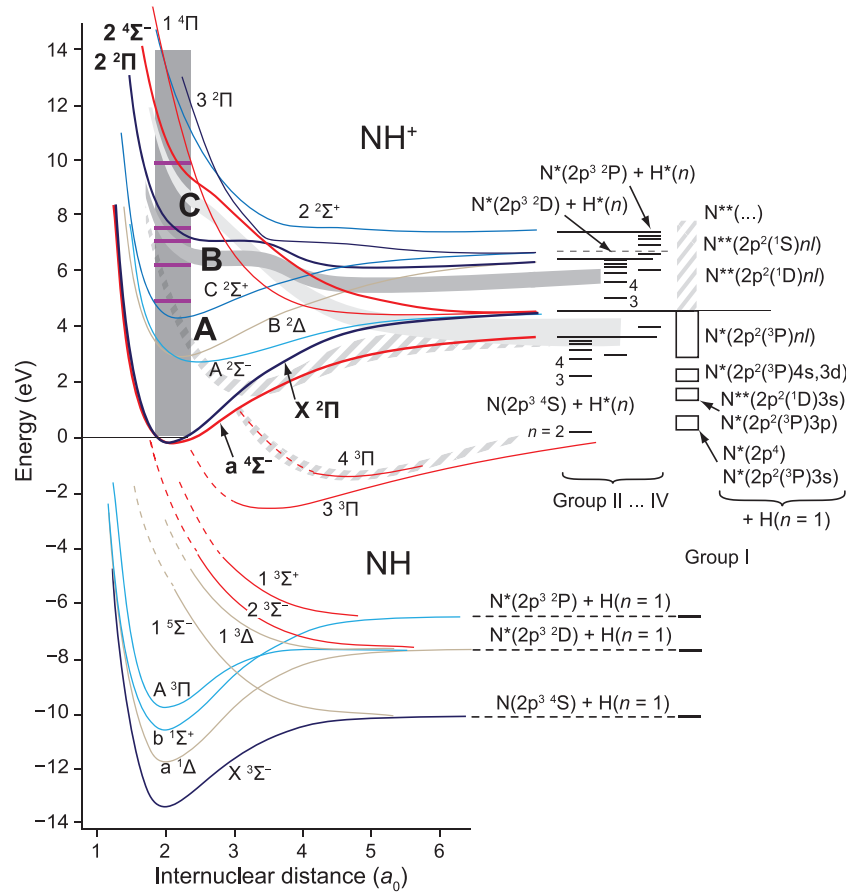 1 ⁴Π
2 ⁴Σ⁻
2 ²Π
3 ²Π
NH⁺
N*(2p³ ²P) + H*(n)
N*(2p³ ²D) + H*(n)
N**(...)
N**(2p²(¹S)nl)
N**(2p²(¹D)nl)
2 ²Σ⁺
C
B
C ²Σ⁺
A
B ²Δ
A ²Σ⁻
4
3
N*(2p²(³P)nl)
X ²Π
4
3
N*(2p²(³P)4s,3d)
N**(2p²(¹D)3s)
N*(2p²(³P)3p)
N(2p³ ⁴S) + H*(n)
n = 2
a ⁴Σ⁻
4 ³Π
N*(2p⁴)
N*(2p²(³P)3s)
3 ³Π
Group II ... IV
+ H(n = 1)
Group I
NH
1 ³Σ⁺
2 ³Σ⁻
1 ⁵Σ⁻
1 ³Δ
N*(2p³ ²P) + H(n = 1)
N*(2p³ ²D) + H(n = 1)
A ³Π
b ¹Σ⁺
a ¹Δ
X ³Σ⁻
N(2p³ ⁴S) + H(n = 1)
14
12
10
8
6
4
2
0
−2
−4
−6
−8
−10
−12
−14
Energy (eV)
1
2
3
4
5
6
Internuclear distance (a₀)